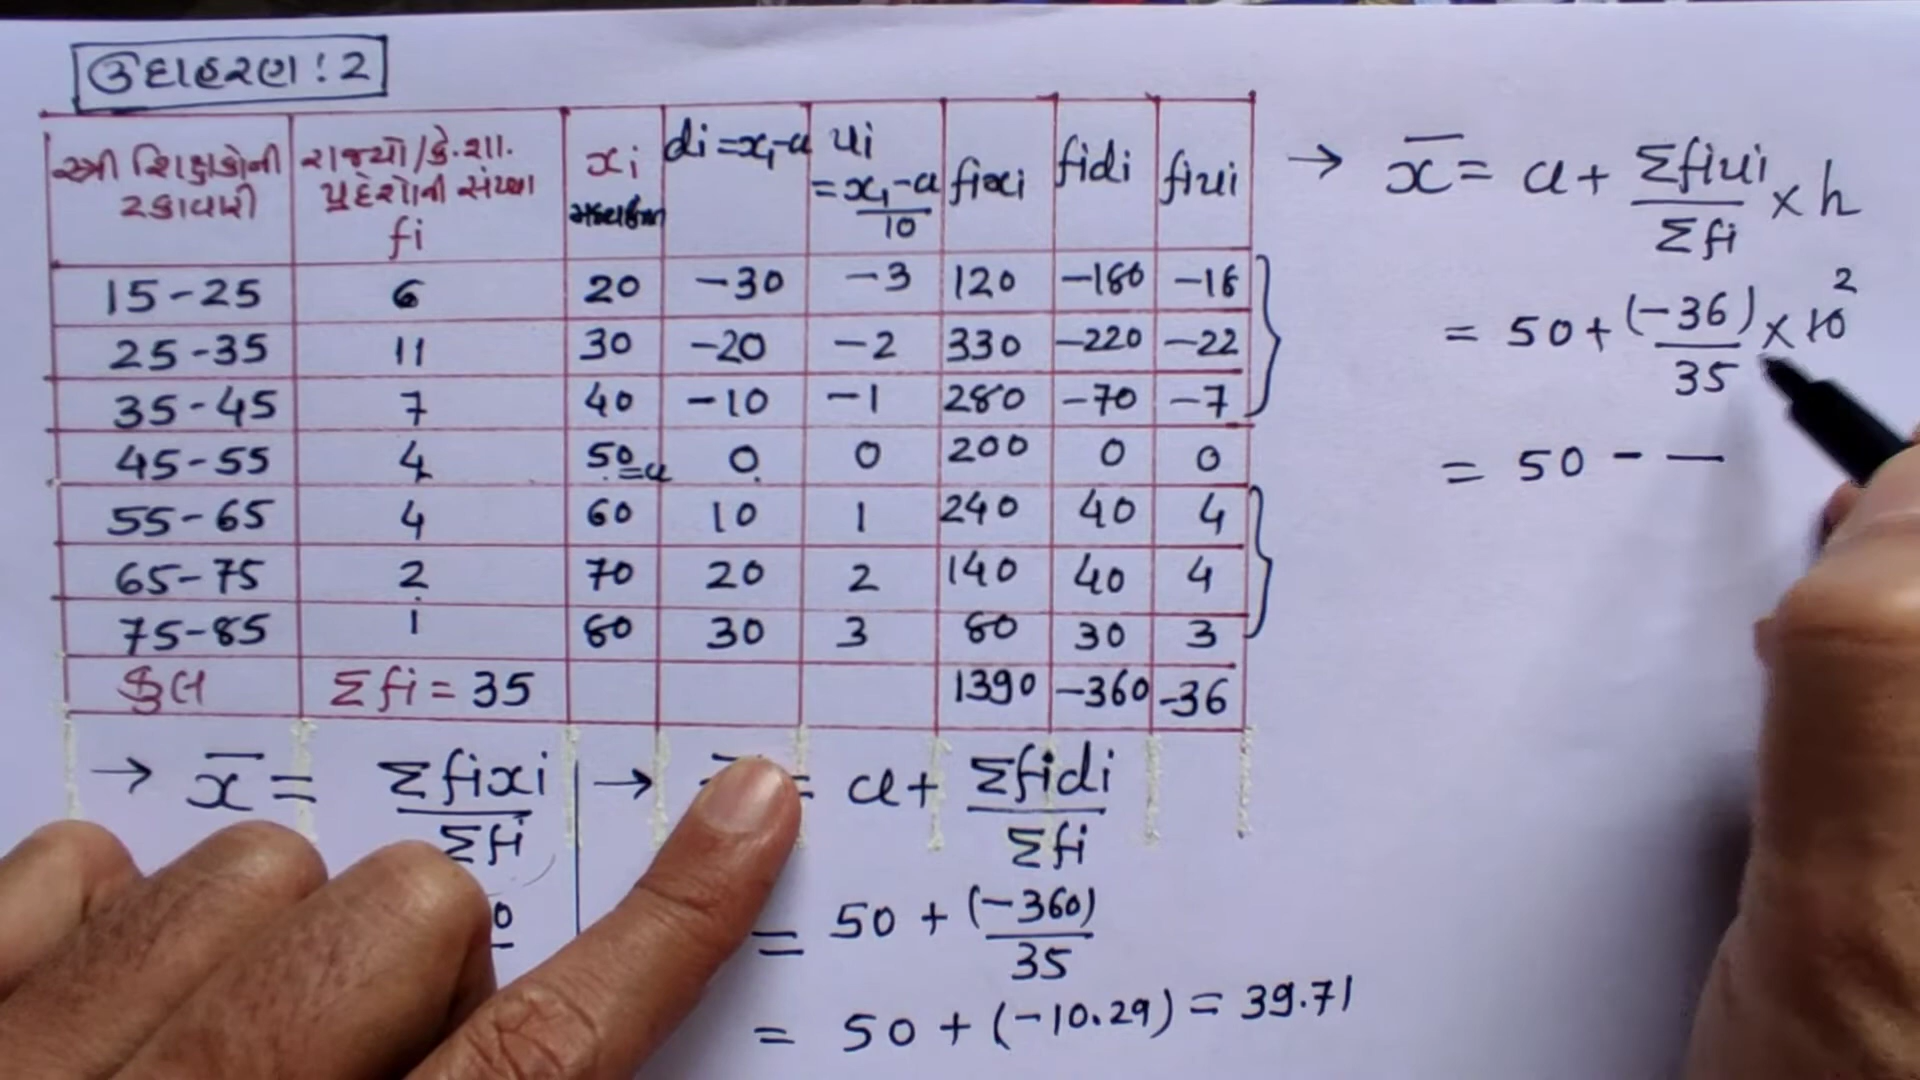 ઉદાહરણ : 2
સ્ત્રી શિક્ષકોની ટકાવારી | રાજ્યો/કે.શા. પ્રદેશોની સંખ્યા fi | xi | di = xi - a | ui = xi - a / 10 | fixi | fidi | fiui
15-25 | 6 | 20 | -30 | -3 | 120 | -180 | -18
25-35 | 11 | 30 | -20 | -2 | 330 | -220 | -22
35-45 | 7 | 40 | -10 | -1 | 280 | -70 | -7
45-55 | 4 | 50 = a | 0 | 0 | 200 | 0 | 0
55-65 | 4 | 60 | 10 | 1 | 240 | 40 | 4
65-75 | 2 | 70 | 20 | 2 | 140 | 40 | 4
75-85 | 1 | 80 | 30 | 3 | 80 | 30 | 3
કુલ | Σfi = 35 | 1390 | -360 | -36
→ x̄ = Σfixi / Σfi
→ = a + Σfidi / Σfi
= 50 + (-360) / 35
= 50 + (-10.29) = 39.71
→ x̄ = a + Σfiui / Σfi × h
= 50 + (-36) / 35 × 10 2
= 50 - —